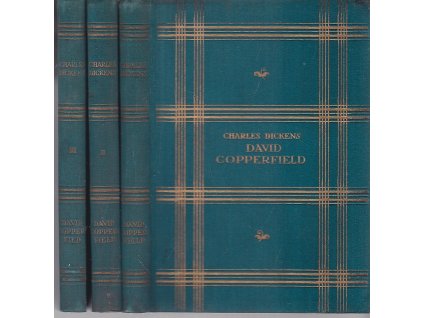 CHARLES
DICKENS
III
DAVID
COPPER
FIELD
CHARLES
DICKENS
II
DAVID
COPPER
FIELD
CHARLES
DICKENS
DAVID
COPPER
FIELD
CHARLES DICKENS
DAVID
COPPERFIELD